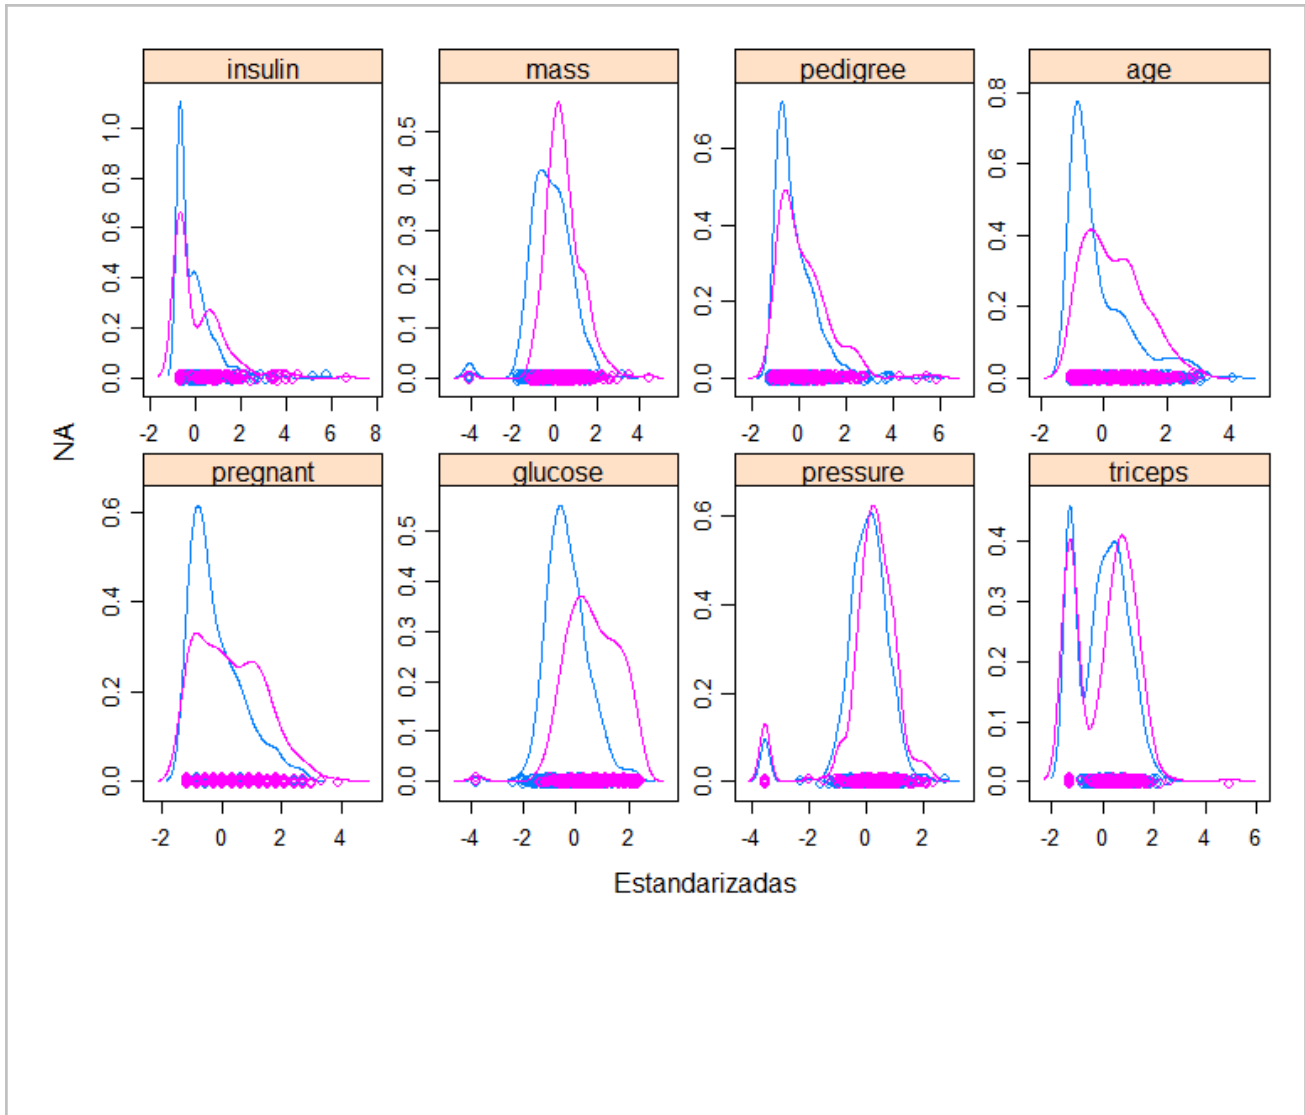 insulin mass pedigree age
1.0 0.8 0.6 0.4 0.2 0.0
0.5 0.4 0.3 0.2 0.1 0.0
0.6 0.4 0.2 0.0
0.8 0.6 0.4 0.2 0.0
-2 0 2 4 6 8
-4 -2 0 2 4
-2 0 2 4 6
-2 0 2 4
NA
pregnant glucose pressure triceps
0.6 0.4 0.2 0.0
0.5 0.4 0.3 0.2 0.1 0.0
0.6 0.4 0.2 0.0
0.4 0.3 0.2 0.1 0.0
-2 0 2 4
-4 -2 0 2
-4 -2 0 2
-2 0 2 4 6
Estandarizadas